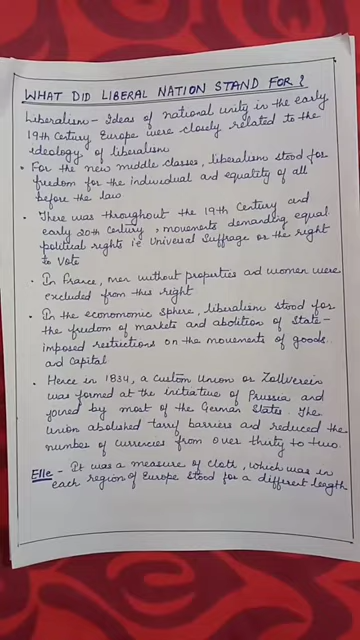 WHAT DID LIBERAL NATION STAND FOR?
Liberalism - Ideas of national unity in the early
19th Century Europe were closely related to the
ideology of liberalism
• For the new middle classes, liberalism stood for
freedom for the individual and equality of all
before the law
• There was throughout the 19th Century and
early 20th Century, movements demanding equal
political rights ie Universal Suffrage or the right
to Vote
• In France, men without properties and women were
excluded from this right
• In the economomic sphere, liberalism stood for
the fredom of markets and abolition of State-
imposed restrictions on the movements of goods
and Capital
• Hence in 1834, a custom Union or Zollverein
was formed at the initiative of Prussia and
joined by most of the German States. The
union abolished tarrf barriers and reduced the
number of currencies from over thirty to two.
Elle - It was a measure of cloth, which was in
each region of Europe stood for a different length